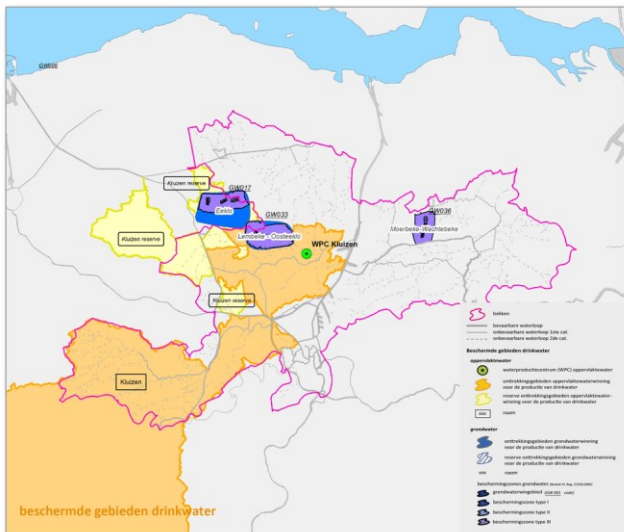 Kluizen reserve
GW017
Eeklo
GW033
Lembeke - Oosteeklo
WPC Kluizen
GW036
Moerbeke-Wachtebeke
Kluizen reserve
Kluizen reserve
Kluizen
beschermde gebieden drinkwater
bekken
bevaarbare waterloop
onbevaarbare waterloop 1ste cat.
onbevaarbare waterloop 2de cat.
Beschermde gebieden drinkwater
oppervlaktewater
waterproductiecentrum (WPC) oppervlaktewater
onttrekkingsgebieden oppervlaktewaterwinning
voor de productie van drinkwater
reserve onttrekkingsgebieden oppervlaktewater-
winning voor de productie van drinkwater
naam
grondwater
onttrekkingsgebieden grondwaterwinning
voor de productie van drinkwater
reserve onttrekkingsgebieden grondwaterwinning
voor de productie van drinkwater
naam
beschermingszones grondwater
grondwaterwingebied
beschermingszone type I
beschermingszone type II
beschermingszone type III